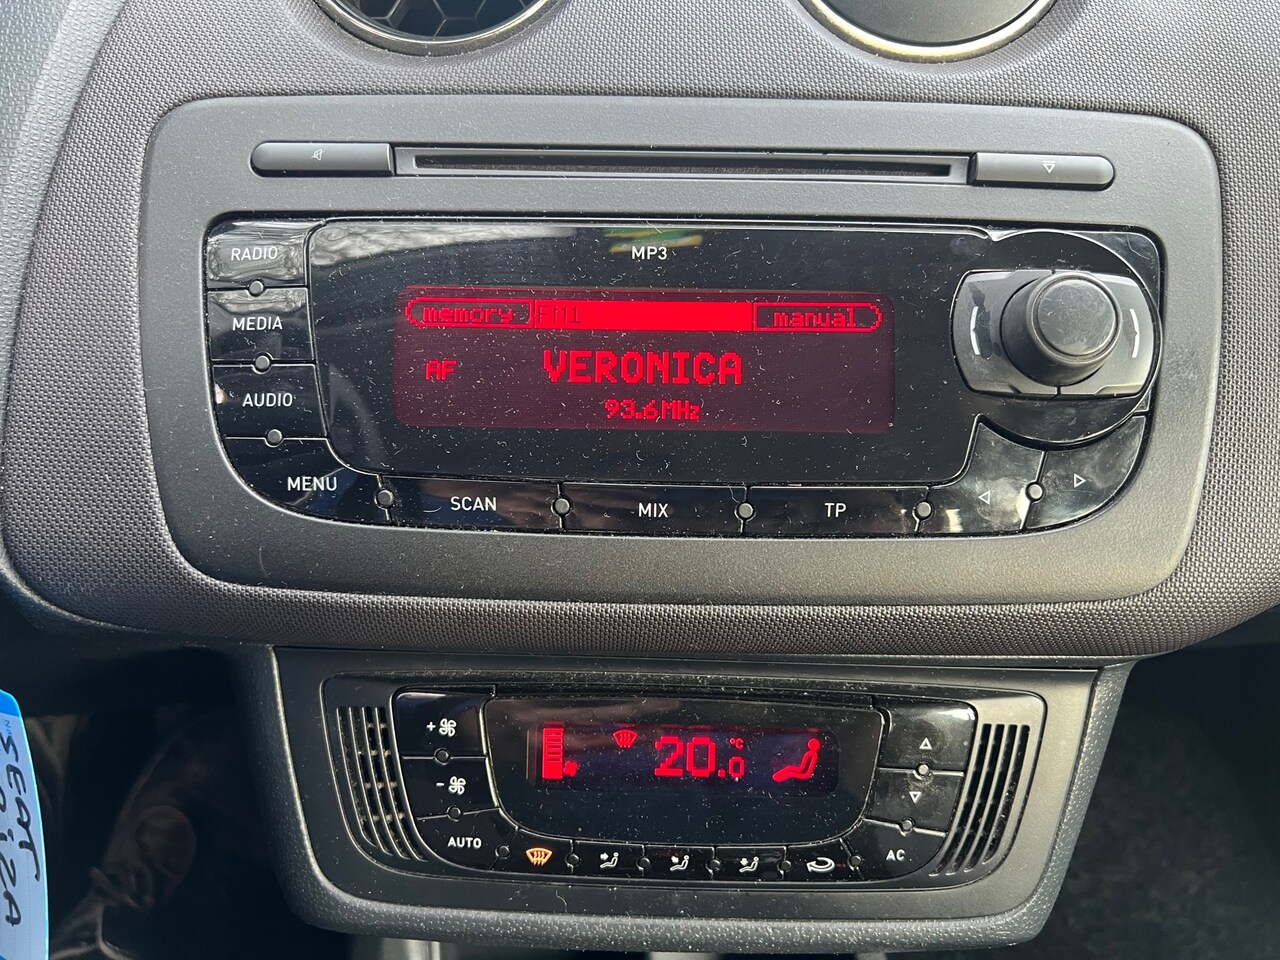 RADIO
MP3
MEDIA
memory FM1 manual
AF VERONICA
93.6MHz
AUDIO
MENU
SCAN
MIX
TP
+
-
20.0 °C
AUTO
AC
SEAT